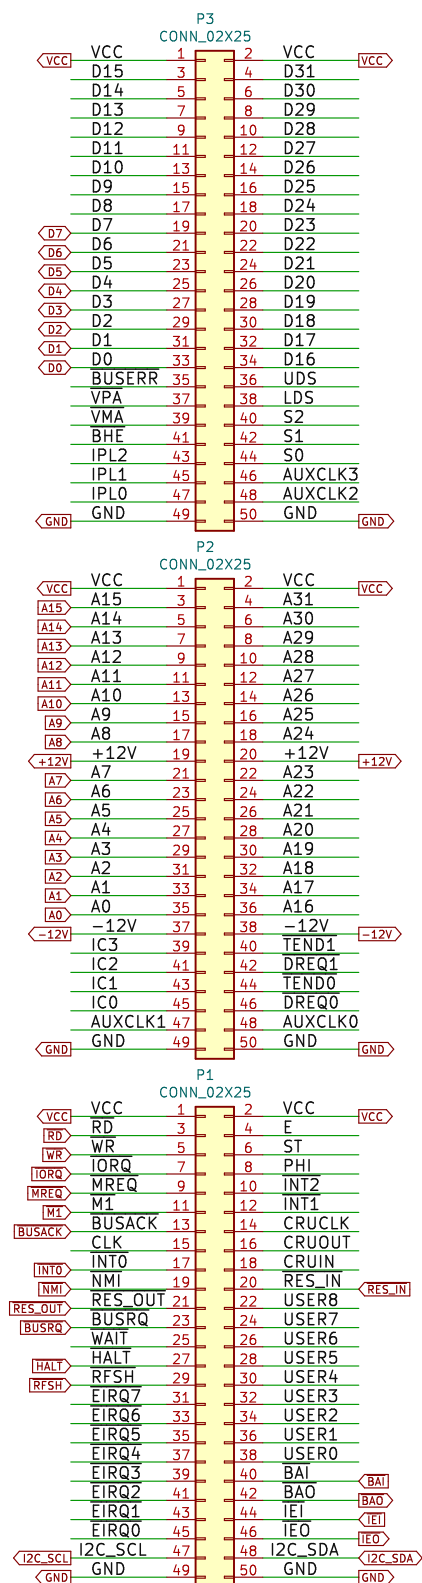 P3
CONN_02X25
VCC VCC 1 2 VCC VCC
D15 3 4 D31
D14 5 6 D30
D13 7 8 D29
D12 9 10 D28
D11 11 12 D27
D10 13 14 D26
D9 15 16 D25
D8 17 18 D24
D7 D7 19 20 D23
D6 D6 21 22 D22
D5 D5 23 24 D21
D4 D4 25 26 D20
D3 D3 27 28 D19
D2 D2 29 30 D18
D1 D1 31 32 D17
D0 D0 33 34 D16
BUSERR 35 36 UDS
VPA 37 38 LDS
VMA 39 40 S2
BHE 41 42 S1
IPL2 43 44 S0
IPL1 45 46 AUXCLK3
IPL0 47 48 AUXCLK2
GND GND 49 50 GND GND
P2
CONN_02X25
VCC VCC 1 2 VCC VCC
A15 A15 3 4 A31
A14 A14 5 6 A30
A13 A13 7 8 A29
A12 A12 9 10 A28
A11 A11 11 12 A27
A10 A10 13 14 A26
A9 A9 15 16 A25
A8 A8 17 18 A24
+12V +12V 19 20 +12V +12V
A7 A7 21 22 A23
A6 A6 23 24 A22
A5 A5 25 26 A21
A4 A4 27 28 A20
A3 A3 29 30 A19
A2 A2 31 32 A18
A1 A1 33 34 A17
A0 A0 35 36 A16
-12V -12V 37 38 -12V -12V
IC3 39 40 TEND1
IC2 41 42 DREQ1
IC1 43 44 TEND0
IC0 45 46 DREQ0
AUXCLK1 47 48 AUXCLK0
GND GND 49 50 GND GND
P1
CONN_02X25
VCC VCC 1 2 VCC VCC
RD RD 3 4 E
WR WR 5 6 ST
IORQ IORQ 7 8 PHI
MREQ MREQ 9 10 INT2
M1 M1 11 12 INT1
BUSACK BUSACK 13 14 CRUCLK
CLK 15 16 CRUOUT
INT0 INT0 17 18 CRUIN
NMI NMI 19 20 RES_IN RES_IN
RES_OUT RES_OUT 21 22 USER8
BUSRQ BUSRQ 23 24 USER7
WAIT 25 26 USER6
HALT HALT 27 28 USER5
RFSH RFSH 29 30 USER4
EIRQ7 31 32 USER3
EIRQ6 33 34 USER2
EIRQ5 35 36 USER1
EIRQ4 37 38 USER0
EIRQ3 39 40 BAI BAI
EIRQ2 41 42 BAO BAO
EIRQ1 43 44 IEI IEI
EIRQ0 45 46 IEO IEO
I2C_SCL I2C_SCL 47 48 I2C_SDA I2C_SDA
GND GND 49 50 GND GND